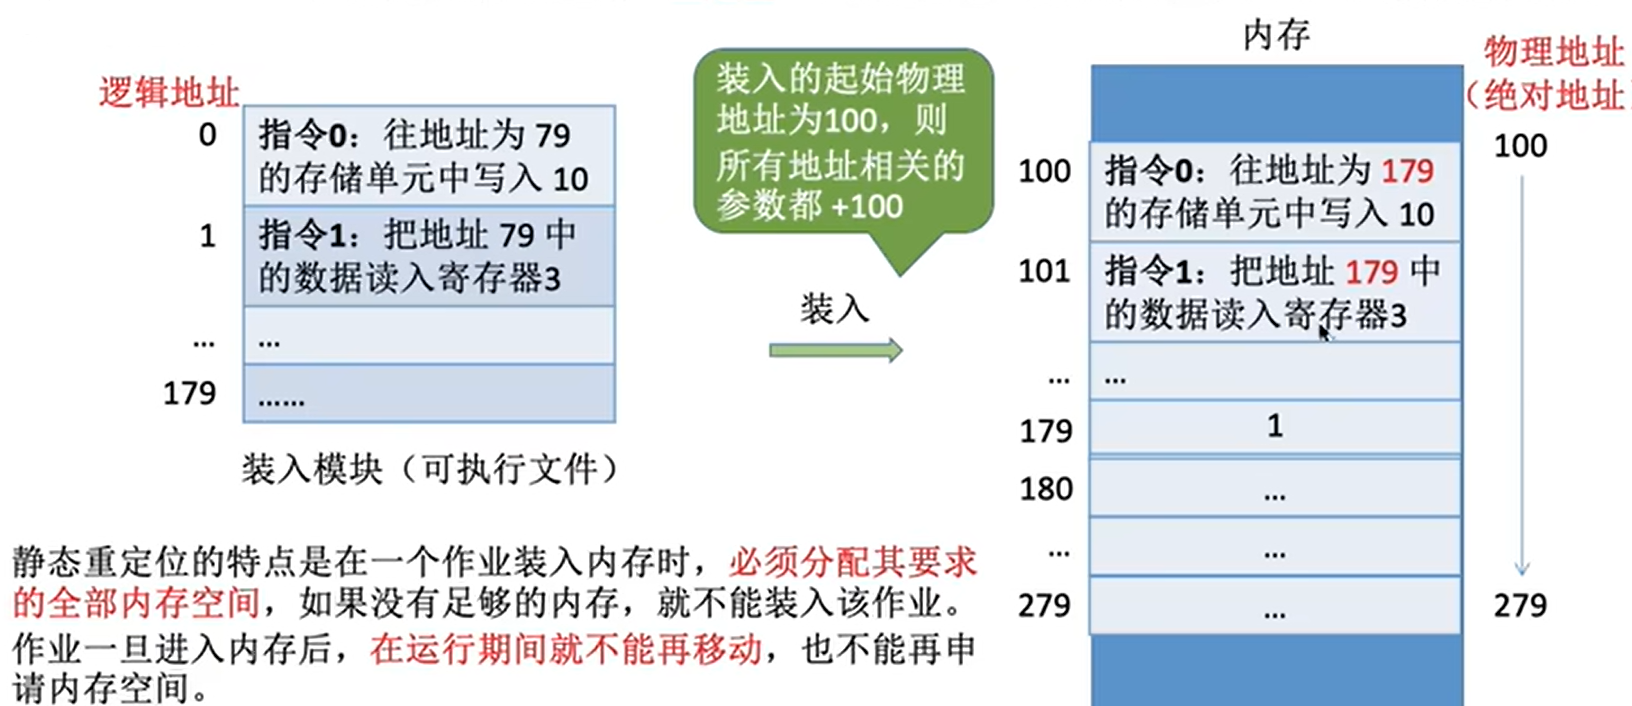 内存
物理地址
（绝对地址
逻辑地址
0
指令0：往地址为 79
的存储单元中写入 10
1
指令1：把地址 79 中
的数据读入寄存器3
...
...
179
......
装入模块（可执行文件）
装入的起始物理
地址为100，则
所有地址相关的
参数都 +100
装入
100
指令0：往地址为 179
的存储单元中写入 10
101
指令1：把地址 179 中
的数据读入寄存器3
...
...
179
1
180
...
...
...
279
...
100
279
静态重定位的特点是在一个作业装入内存时，必须分配其要求
的全部内存空间，如果没有足够的内存，就不能装入该作业。
作业一旦进入内存后，在运行期间就不能再移动，也不能再申
请内存空间。